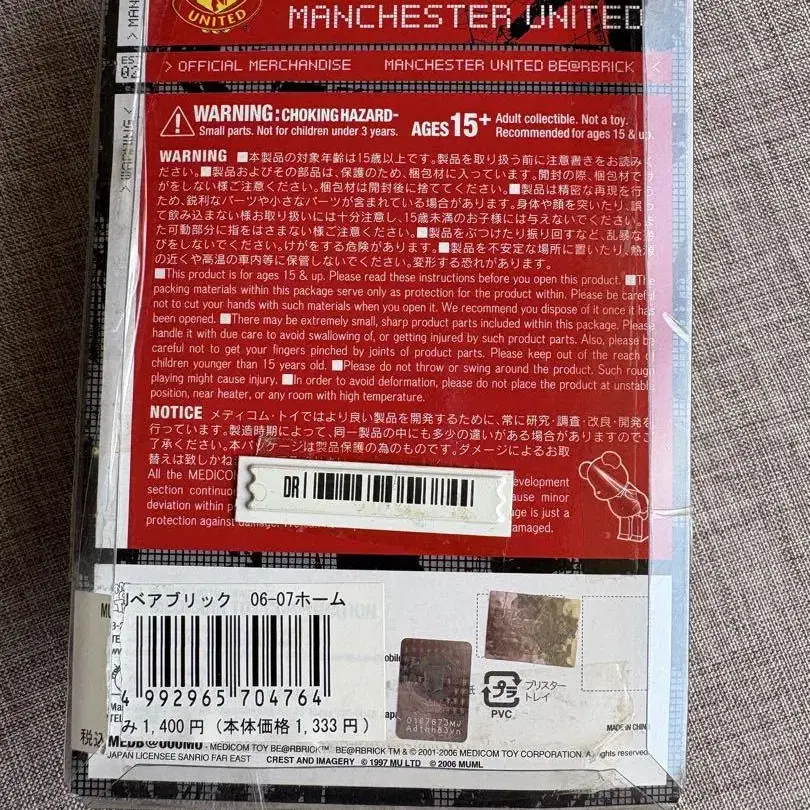 UNITED
MANCHESTER UNITED
> OFFICIAL MERCHANDISE MANCHESTER UNITED BE@RBRICK <
WARNING:CHOKING HAZARD-
Small parts. Not for children under 3 years.
AGES 15+
Adult collectible. Not a toy.
Recommended for ages 15 & up.
WARNING ■本製品の対象年齢は15歳以上です。製品を取り扱う前に注意書きをお読みく
ださい。■製品およびその部品は、保護のため、梱包材に入っています。開封の際、梱包材で
がをしない様ご注意ください。梱包材は開封後に捨ててください。■製品は精密な再現を行
ため、鋭利なパーツや小さなパーツが含まれている場合があります。身体や顔を突いたり、誤
て飲み込まない様お取り扱いには十分注意し、15歳未満のお子様には与えないでください。
た可動部分に指をはさまない様ご注意ください。■製品をぶつけたり振り回すなど、乱暴な
びをしないでください。けがをする危険があります。■製品を不安定な場所に置いたり、熱源
の近くや高温の車内等に保管しないでください。変形する恐れがあります。
■This product is for ages 15 & up. Please read these instructions before you open this product. ■The
packing materials within this package serve only as protection for the product within. Please be careful
not to cut your hands with such materials when you open it. We recommend you dispose of it once it has
been opened. ■There may be extremely small, sharp product parts included within this package. Please
handle it with due care to avoid swallowing of, or getting injured by such product parts. Also, please be
careful not to get your fingers pinched by joints of product parts. Please keep out of the reach of
children younger than 15 years old. ■Please do not throw or swing around the product. Such rough
playing might cause injury. ■In order to avoid deformation, please do not place the product at unstable
position, near heater, or any room with high temperature.
NOTICE メディコム・トイではより良い製品を開発するために、常に研究・調査・改良・開発を
行っています。製造時期によって、同一製品の中にも多少の違いがある場合がありますのでご
了承ください。本パッケージは製品保護の為のものです。ダメージによるお取
替えは致しかね
All the MEDICOM development
section continuou ause minor
deviation within p ge is just a
protection against damage. amaged.
DR
リベアブリック 06-07ホーム
4 992965 704764
税込み 1,400円 (本体価格 1,333円)
プラ
PVC
ブリスター
トレイ
MADE IN CHINA
MEDICOM TOY BE@RBRICK™ BE@RBRICK TM & © 2001-2006 MEDICOM TOY CORPORATION. All rights reserved.
JAPAN LICENSEE SANRIO FAR EAST CREST AND IMAGERY © 1997 MU LTD © 2006 MUML